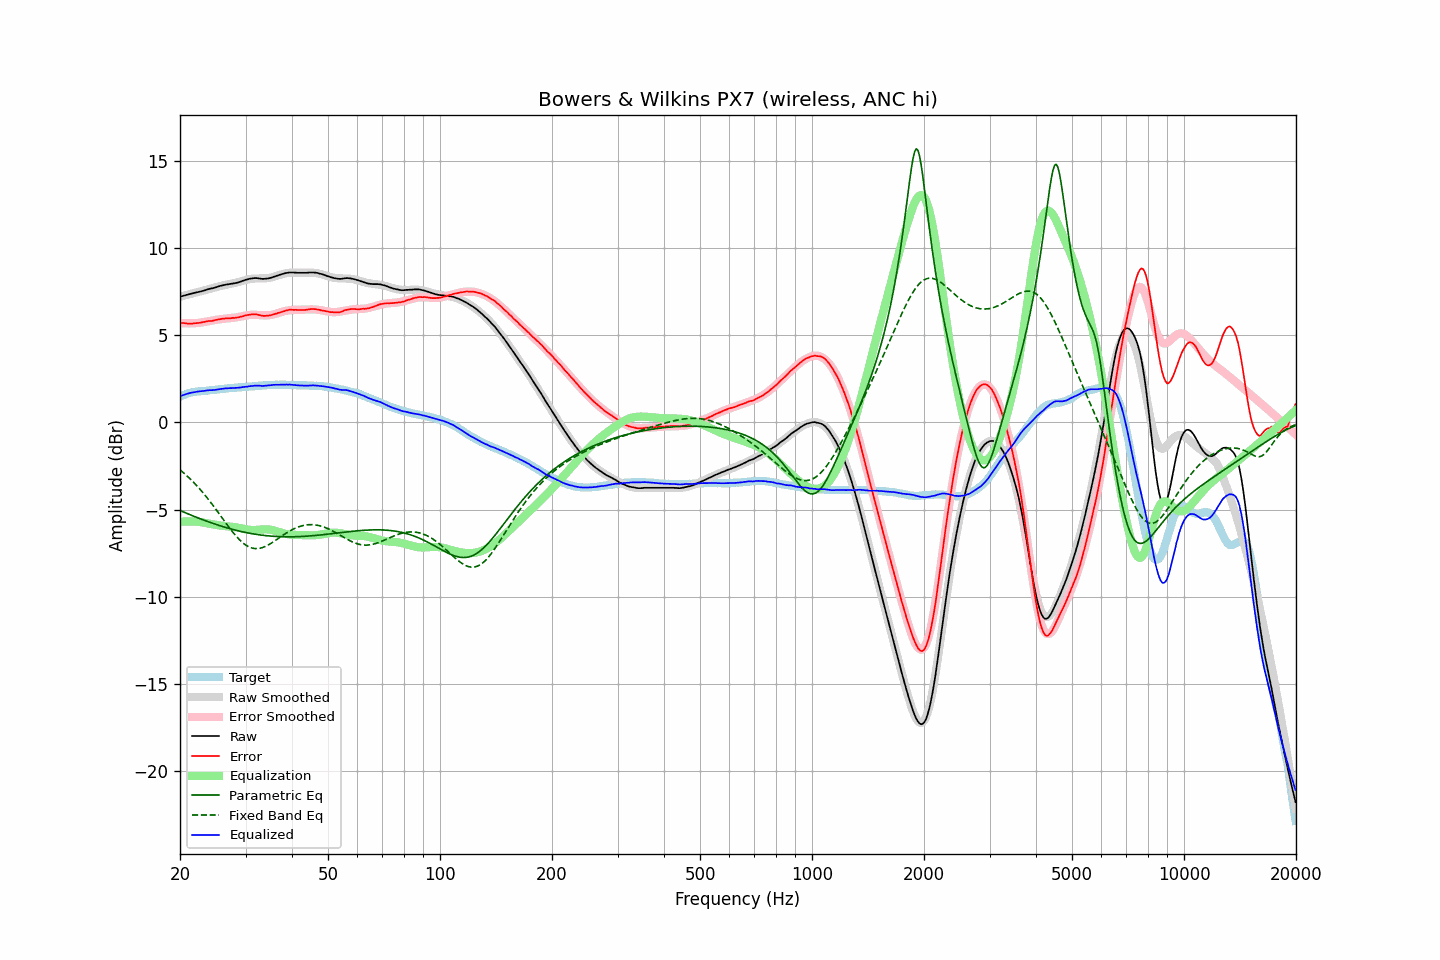 Bowers & Wilkins PX7 (wireless, ANC hi)
Amplitude (dBr)
15
10
5
0
−5
−10
−15
−20
Target
Raw Smoothed
Error Smoothed
Raw
Error
Equalization
Parametric Eq
Fixed Band Eq
Equalized
20 50 100 200 500 1000 2000 5000 10000 20000
Frequency (Hz)